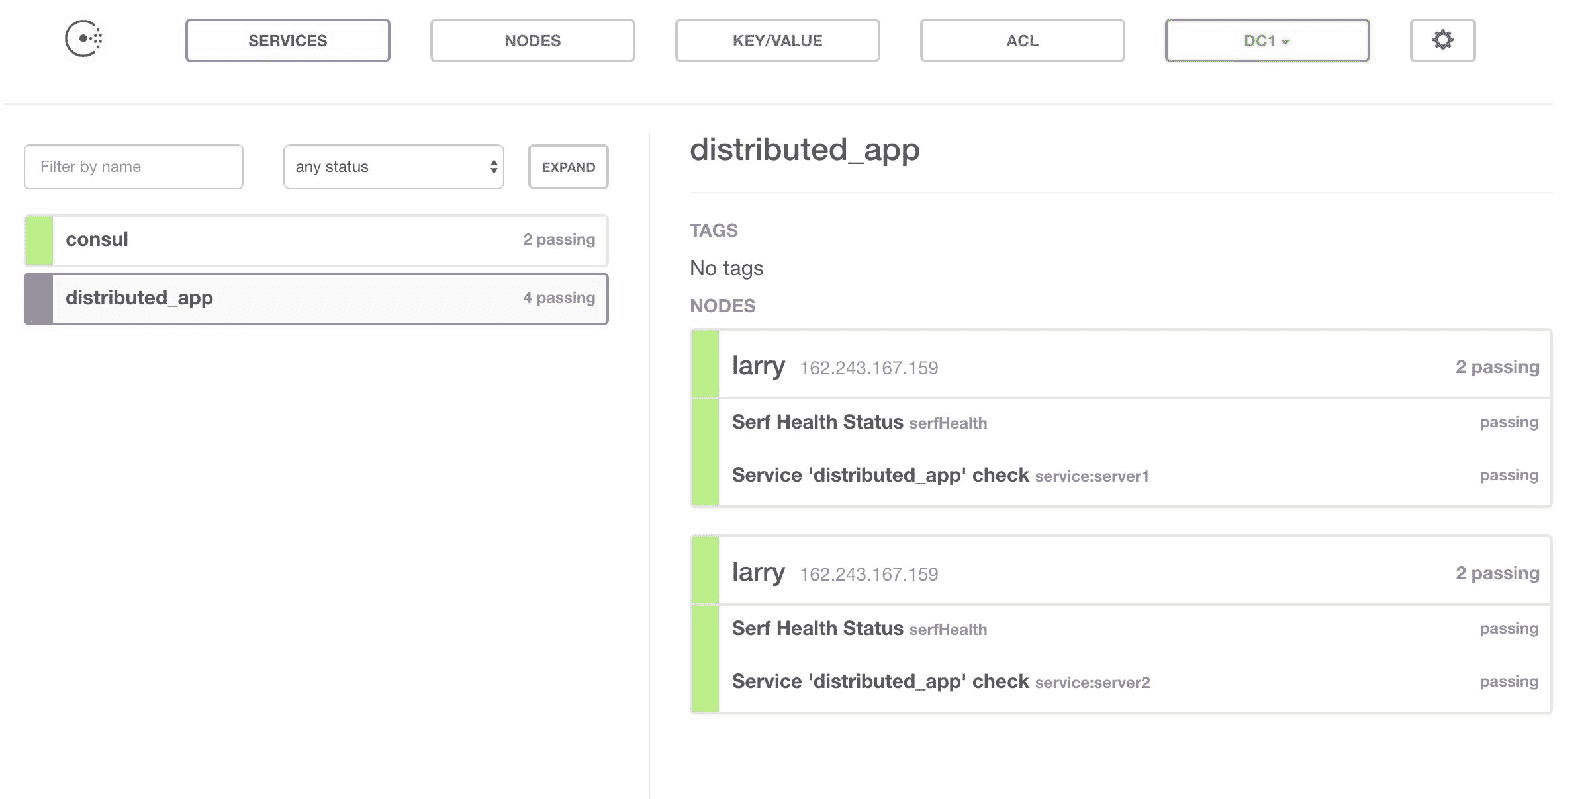 SERVICES NODES KEY/VALUE ACL DC1
Filter by name any status EXPAND
consul 2 passing
distributed_app 4 passing
distributed_app
TAGS
No tags
NODES
larry 162.243.167.159 2 passing
Serf Health Status serfHealth passing
Service 'distributed_app' check service:server1 passing
larry 162.243.167.159 2 passing
Serf Health Status serfHealth passing
Service 'distributed_app' check service:server2 passing